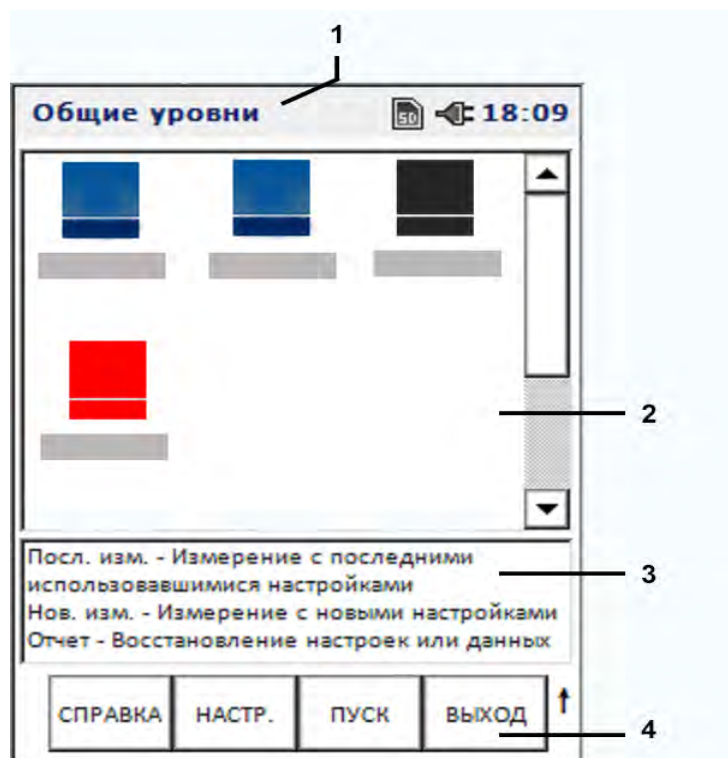 1
Общие уровни SD 18:09
2
Посл. изм. - Измерение с последними
использовавшимися настройками
3
Нов. изм. - Измерение с новыми настройками
Отчет - Восстановление настроек или данных
СПРАВКА НАСТР. ПУСК ВЫХОД
4